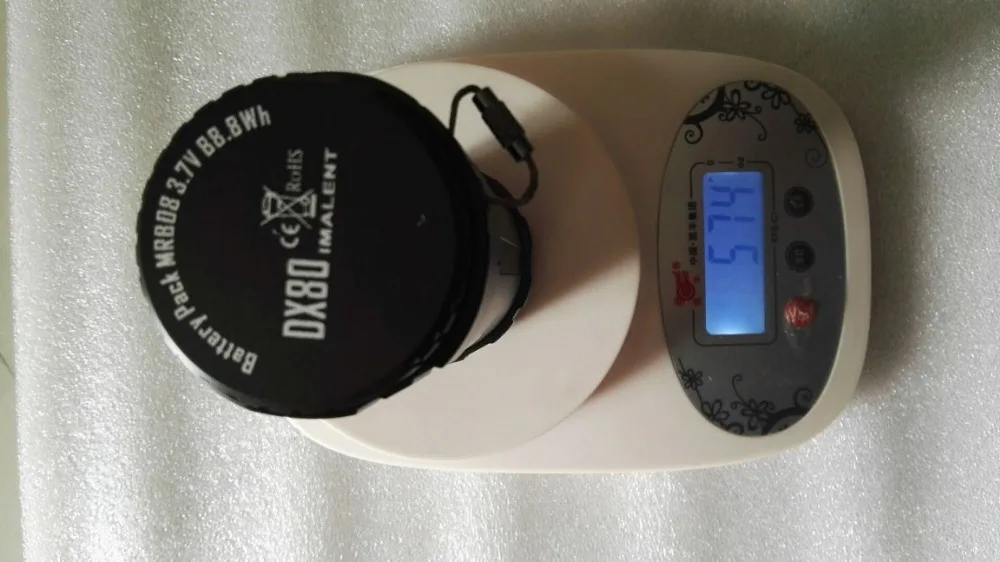 Battery Pack MRB08 3.7V 88.8Wh
CE RoHS
DX80 IMALENT
574